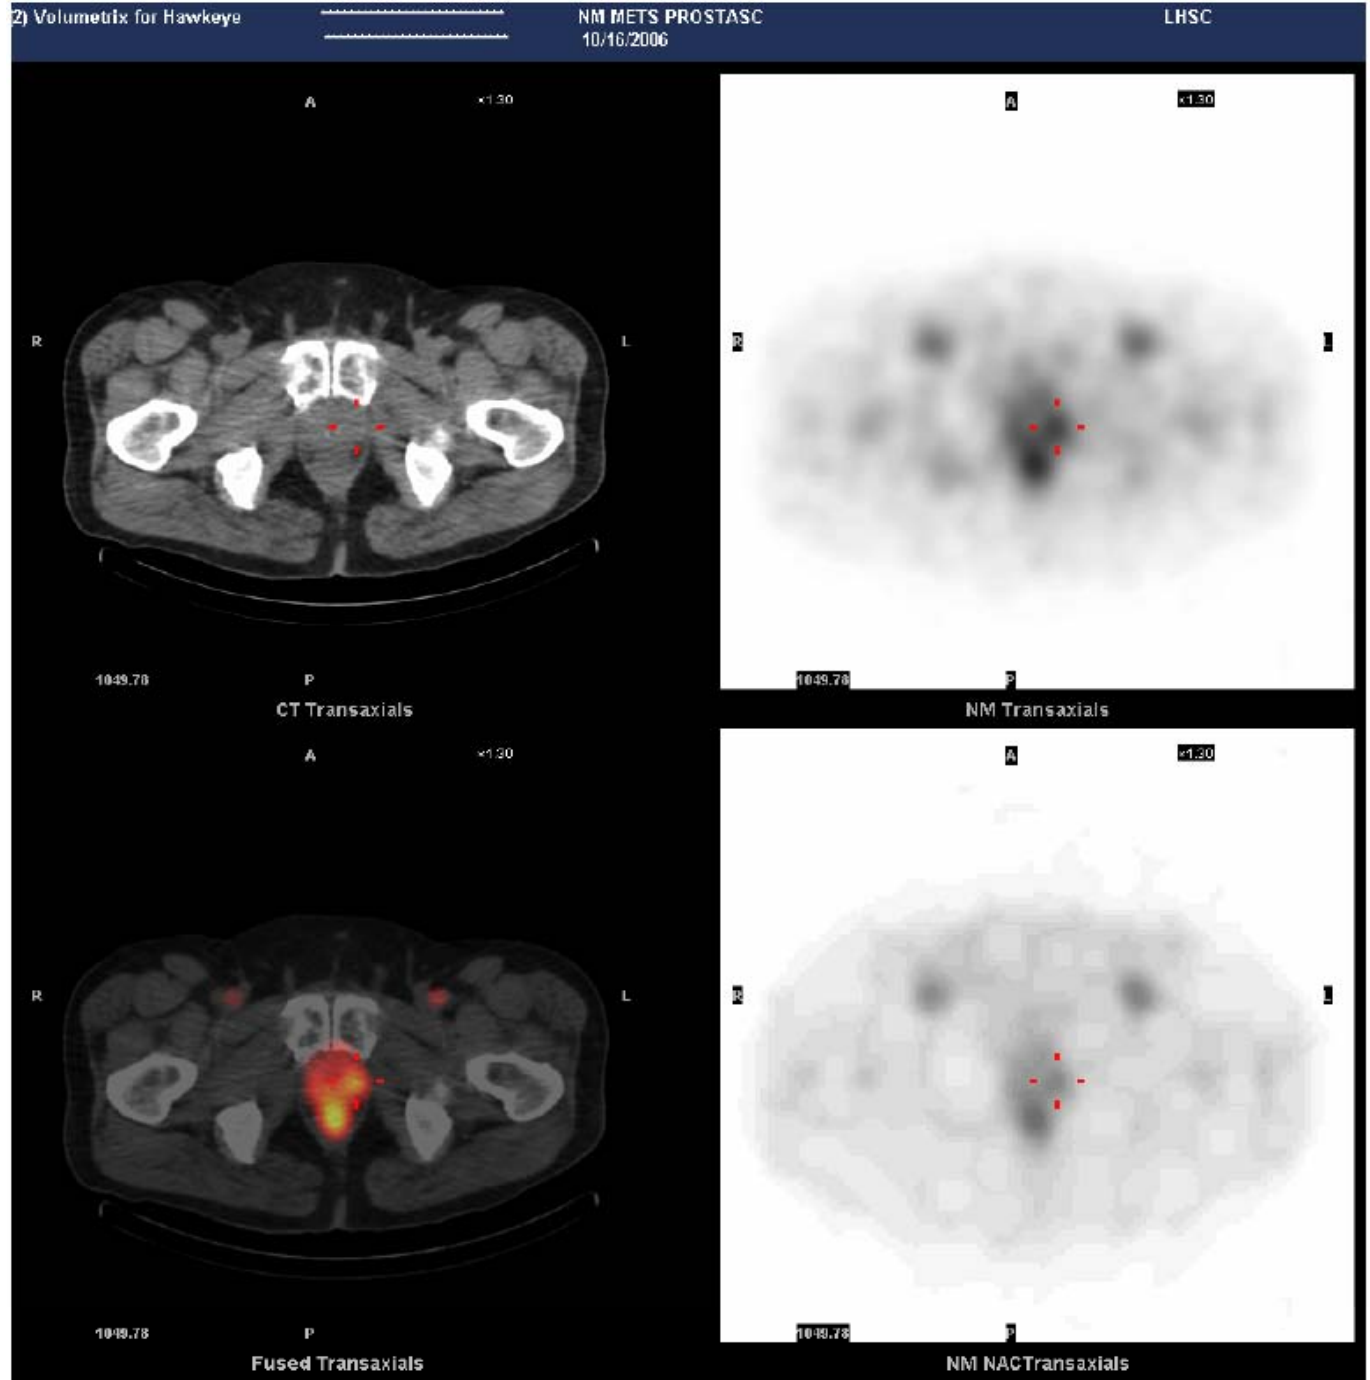 2) Volumetrix for Hawkeye
NM METS PROSTASC
LHSC
10/16/2006
A
x1.30
A
x1.30
R
L
R
L
1049.78
P
1049.78
P
CT Transaxials
NM Transaxials
A
x1.30
A
x1.30
R
L
R
L
1049.78
P
1049.78
P
Fused Transaxials
NM NACTransaxials